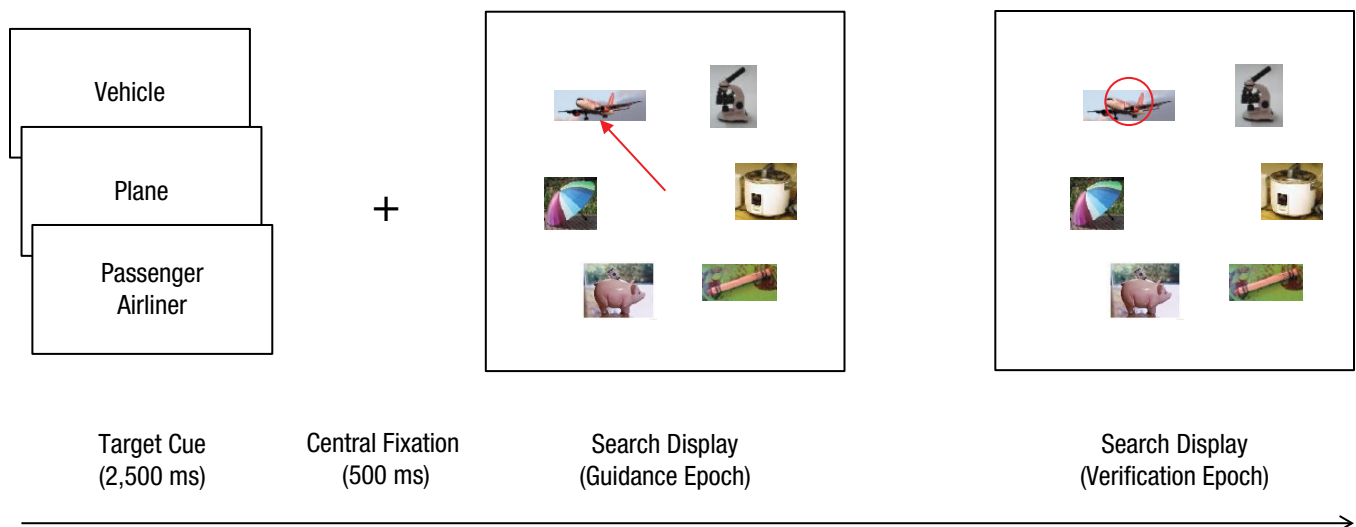 Vehicle
Plane
Passenger
Airliner
+
Target Cue
(2,500 ms)
Central Fixation
(500 ms)
Search Display
(Guidance Epoch)
Search Display
(Verification Epoch)